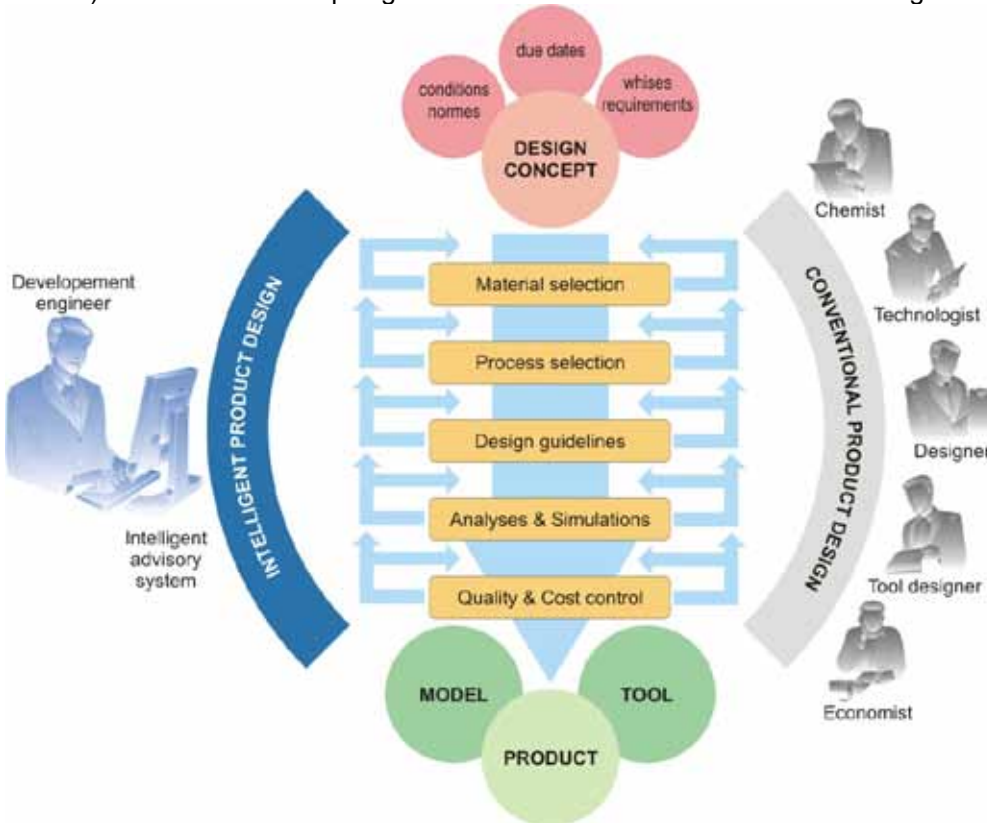 due dates
conditions
normes
whises
requirements
DESIGN
CONCEPT
Chemist
Technologist
Designer
Tool designer
Economist
CONVENTIONAL PRODUCT DESIGN
INTELLIGENT PRODUCT DESIGN
Developement
engineer
Intelligent
advisory
system
Material selection
Process selection
Design guidelines
Analyses & Simulations
Quality & Cost control
MODEL
TOOL
PRODUCT